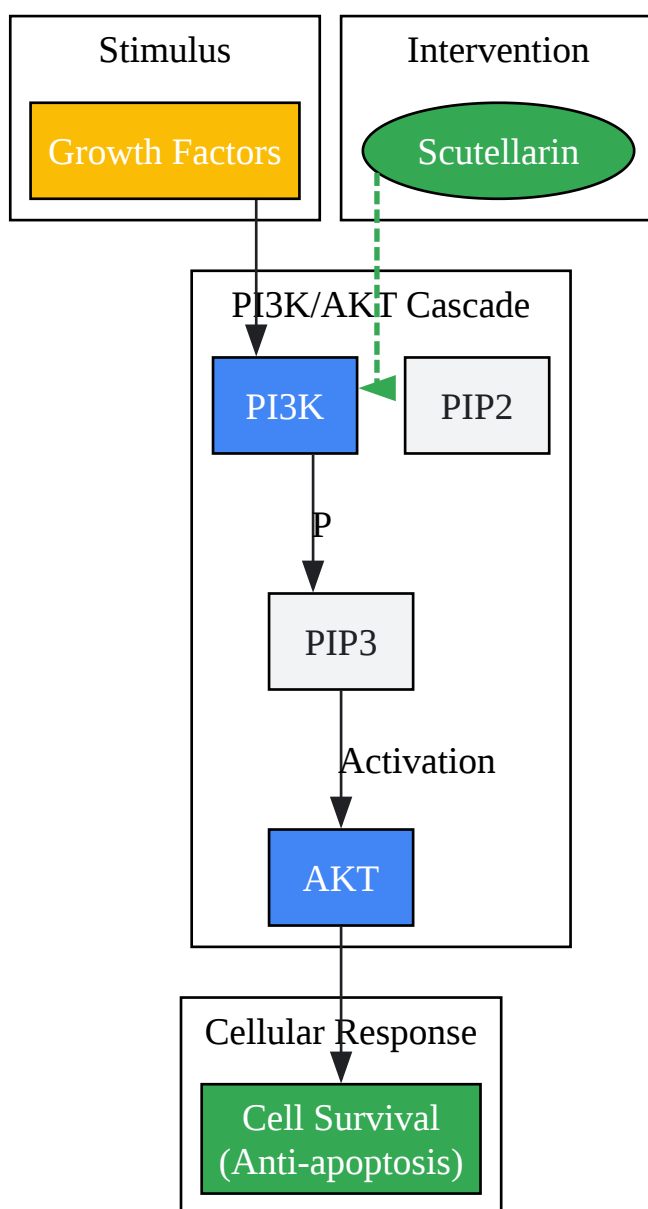 Stimulus
Intervention
Growth Factors
Scutellarin
PI3K/AKT Cascade
PI3K
PIP2
P
PIP3
Activation
AKT
Cellular Response
Cell Survival
(Anti-apoptosis)